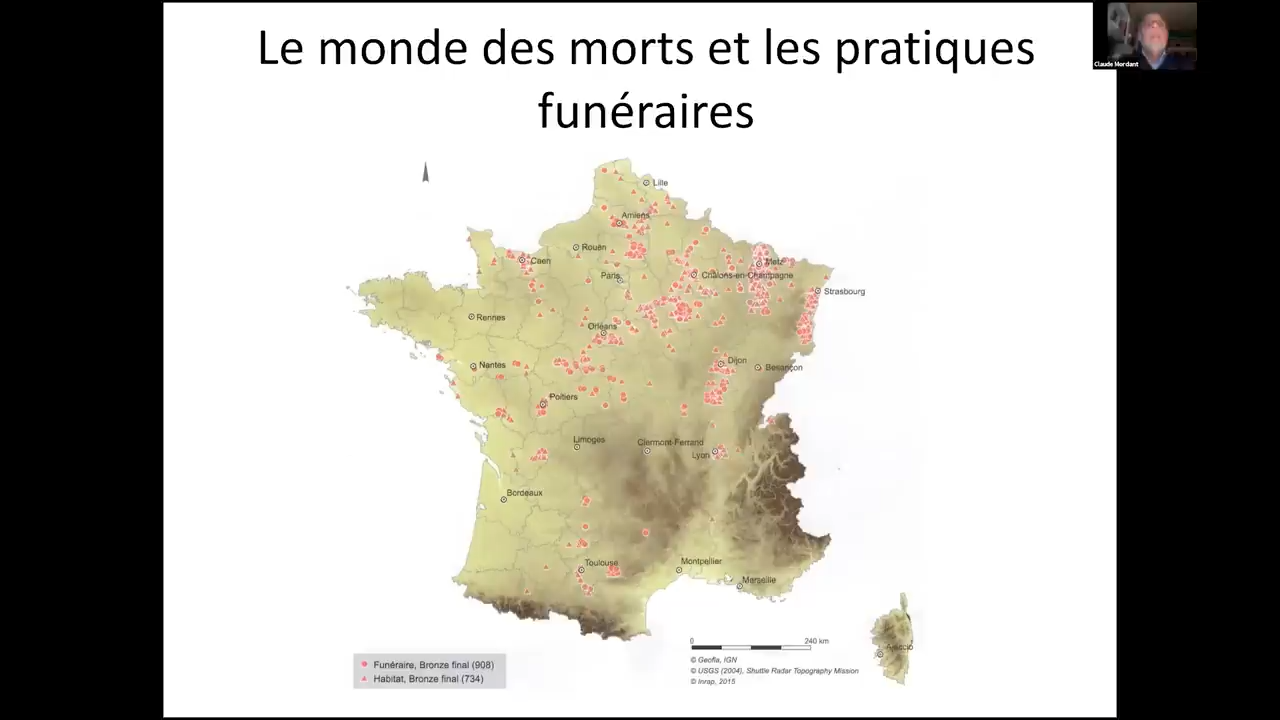 Le monde des morts et les pratiques
funéraires
Claude Mordant
Lille
Amiens
Rouen
Caen
Metz
Paris
Châlons-en-Champagne
Strasbourg
Rennes
Orléans
Nantes
Dijon
Besançon
Poitiers
Limoges
Clermont-Ferrand
Lyon
Bordeaux
Toulouse
Montpellier
Marseille
Ajaccio
0 240 km
© Geofla, IGN
© USGS (2004), Shuttle Radar Topography Mission
© Inrap, 2015
Funéraire, Bronze final (908)
Habitat, Bronze final (734)